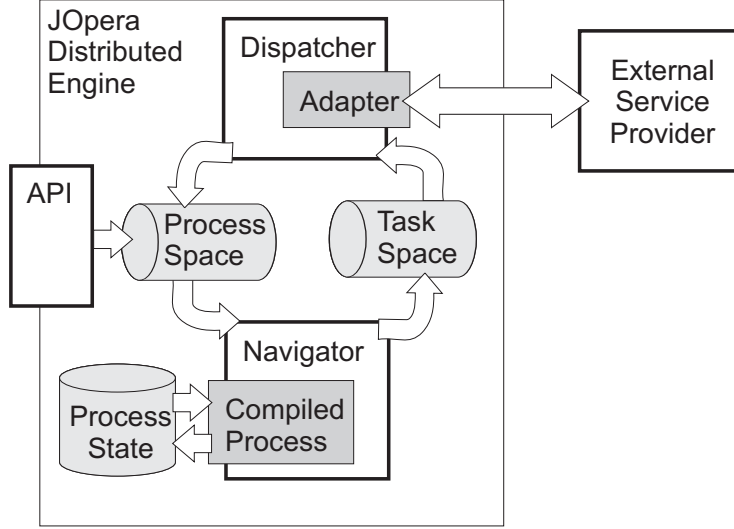 JOpera
Distributed
Engine
Dispatcher
Adapter
External
Service
Provider
API
Process
Space
Task
Space
Navigator
Compiled
Process
Process
State